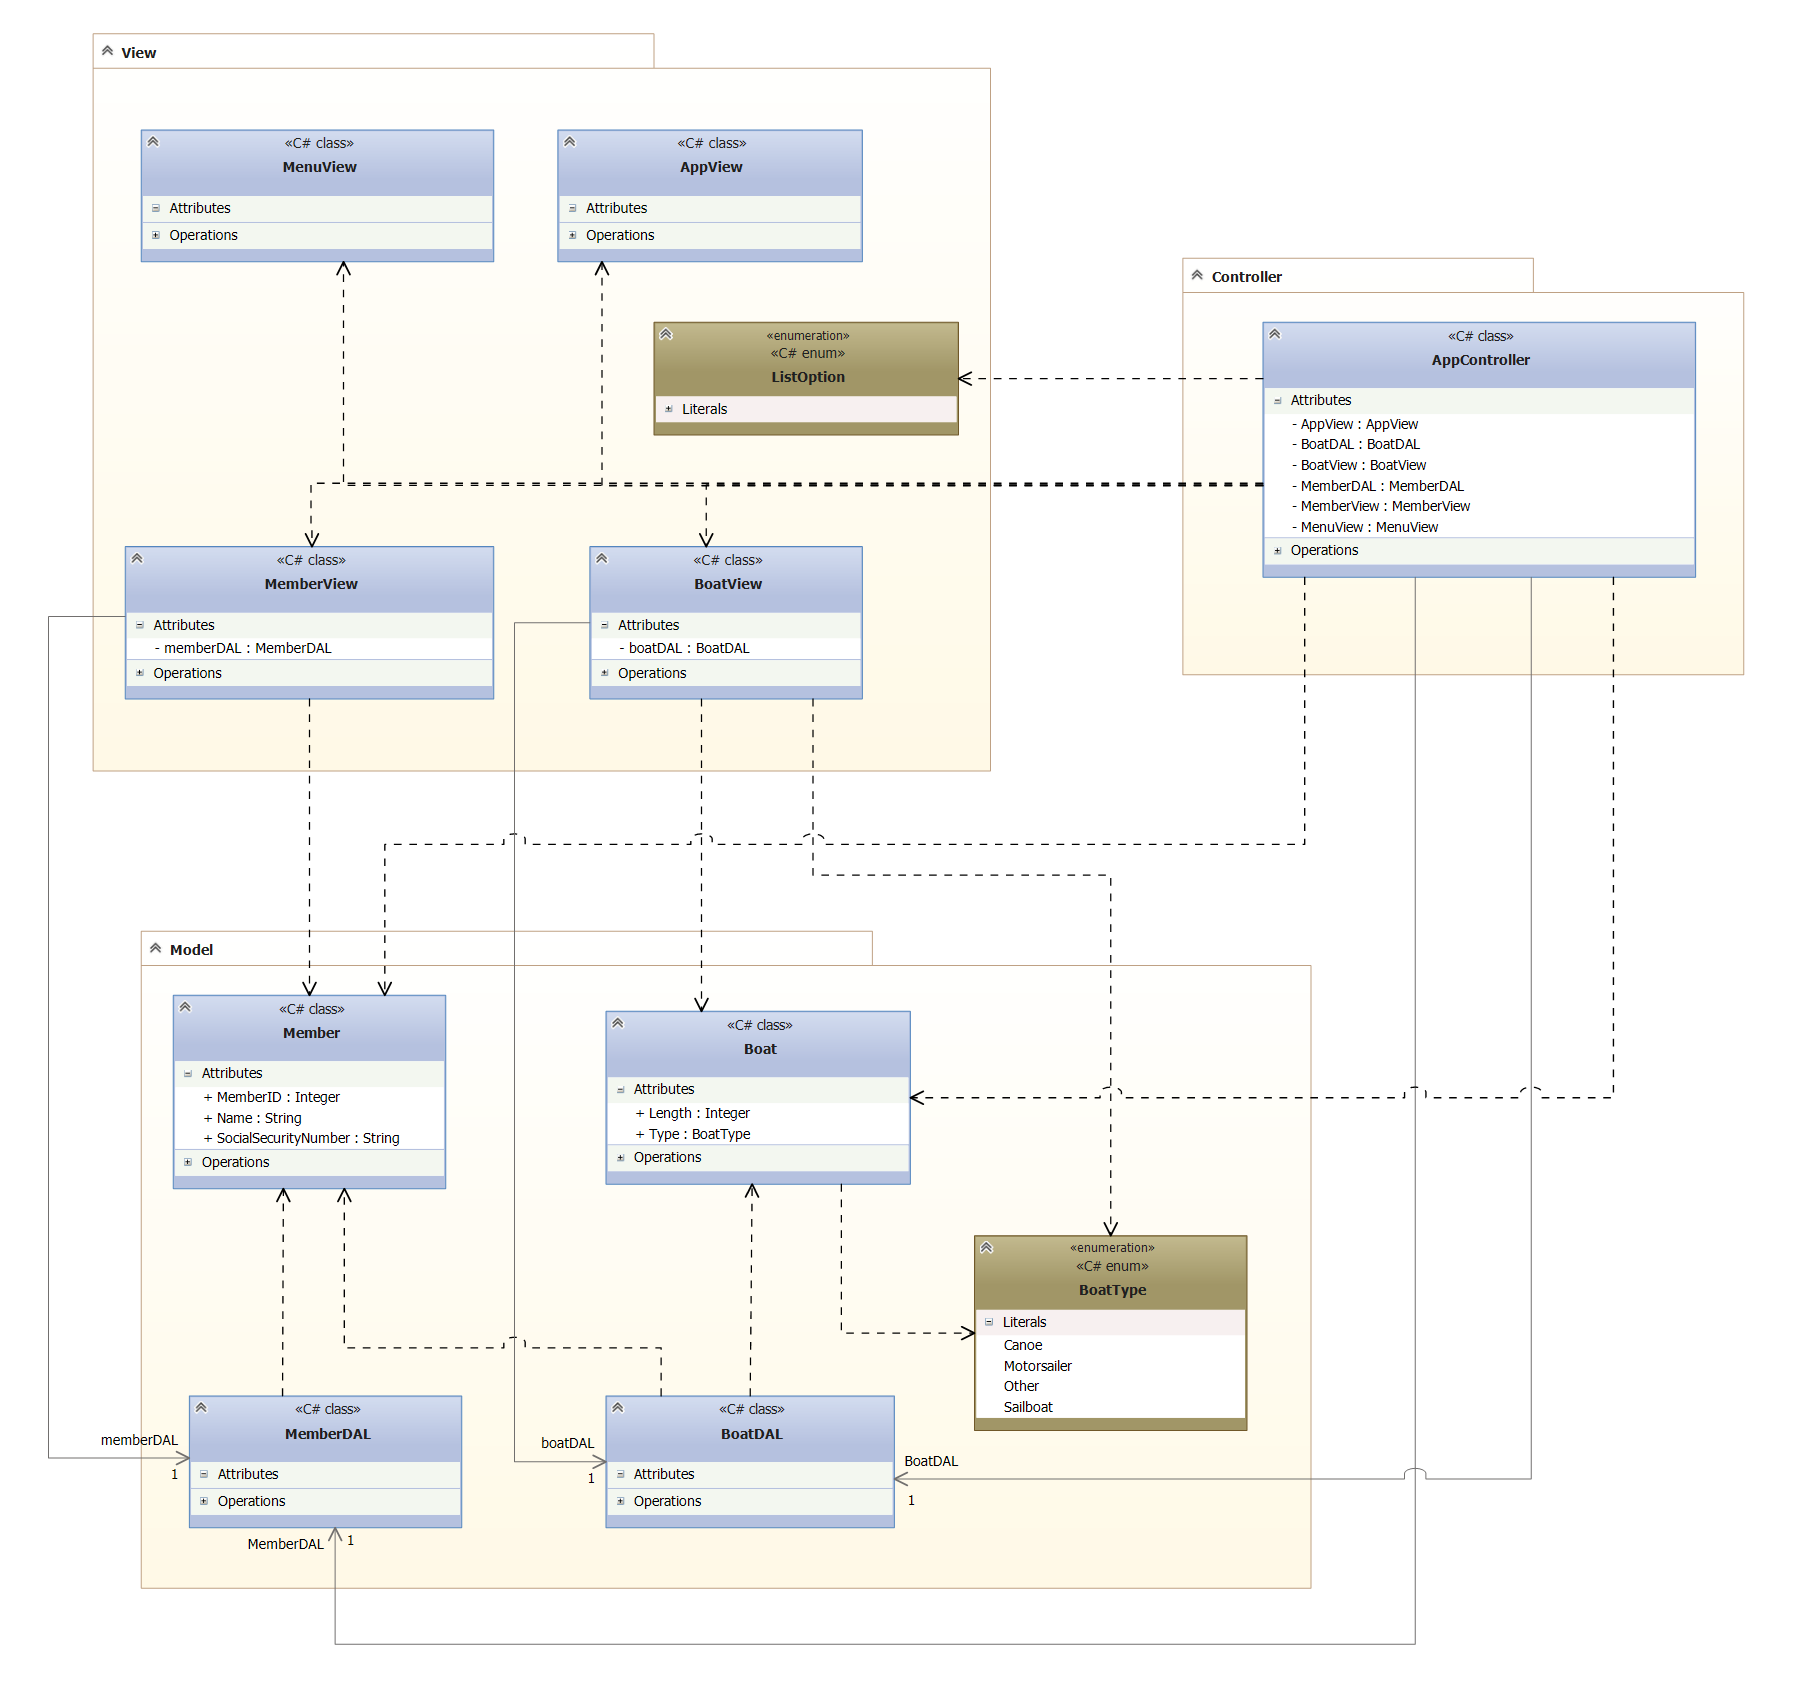 View
«C# class»
MenuView
Attributes
Operations
«C# class»
AppView
Attributes
Operations
«enumeration»
«C# enum»
ListOption
Literals
Controller
«C# class»
AppController
Attributes
- AppView : AppView
- BoatDAL : BoatDAL
- BoatView : BoatView
- MemberDAL : MemberDAL
- MemberView : MemberView
- MenuView : MenuView
Operations
«C# class»
MemberView
Attributes
- memberDAL : MemberDAL
Operations
«C# class»
BoatView
Attributes
- boatDAL : BoatDAL
Operations
Model
«C# class»
Member
Attributes
+ MemberID : Integer
+ Name : String
+ SocialSecurityNumber : String
Operations
«C# class»
Boat
Attributes
+ Length : Integer
+ Type : BoatType
Operations
«enumeration»
«C# enum»
BoatType
Literals
Canoe
Motorsailer
Other
Sailboat
memberDAL
1
«C# class»
MemberDAL
Attributes
Operations
MemberDAL
1
boatDAL
1
«C# class»
BoatDAL
Attributes
Operations
BoatDAL
1